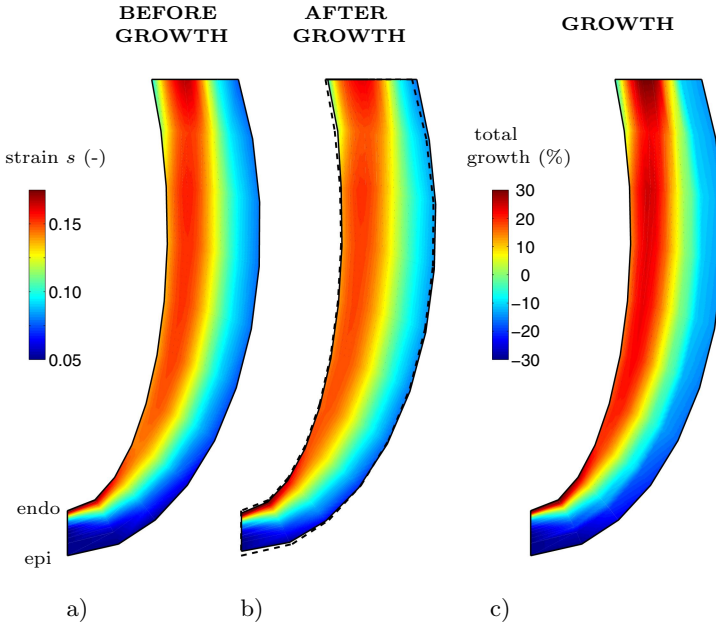 BEFORE
GROWTH
AFTER
GROWTH
GROWTH
strain s (-)
0.15
0.10
0.05
total
growth (%)
30
20
10
0
−10
−20
−30
endo
epi
a)
b)
c)